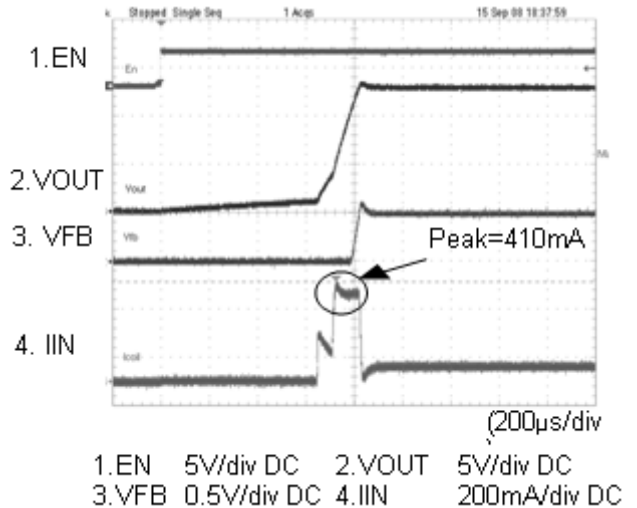 Stopped Single Seq 1 Acqs 15 Sep 08 18:37:59
1.EN
En
2.VOUT
Vout
3. VFB
Vfb
Peak=410mA
4. IIN
Icoil
(200µs/div
1.EN 5V/div DC 2.VOUT 5V/div DC
3.VFB 0.5V/div DC 4.IIN 200mA/div DC